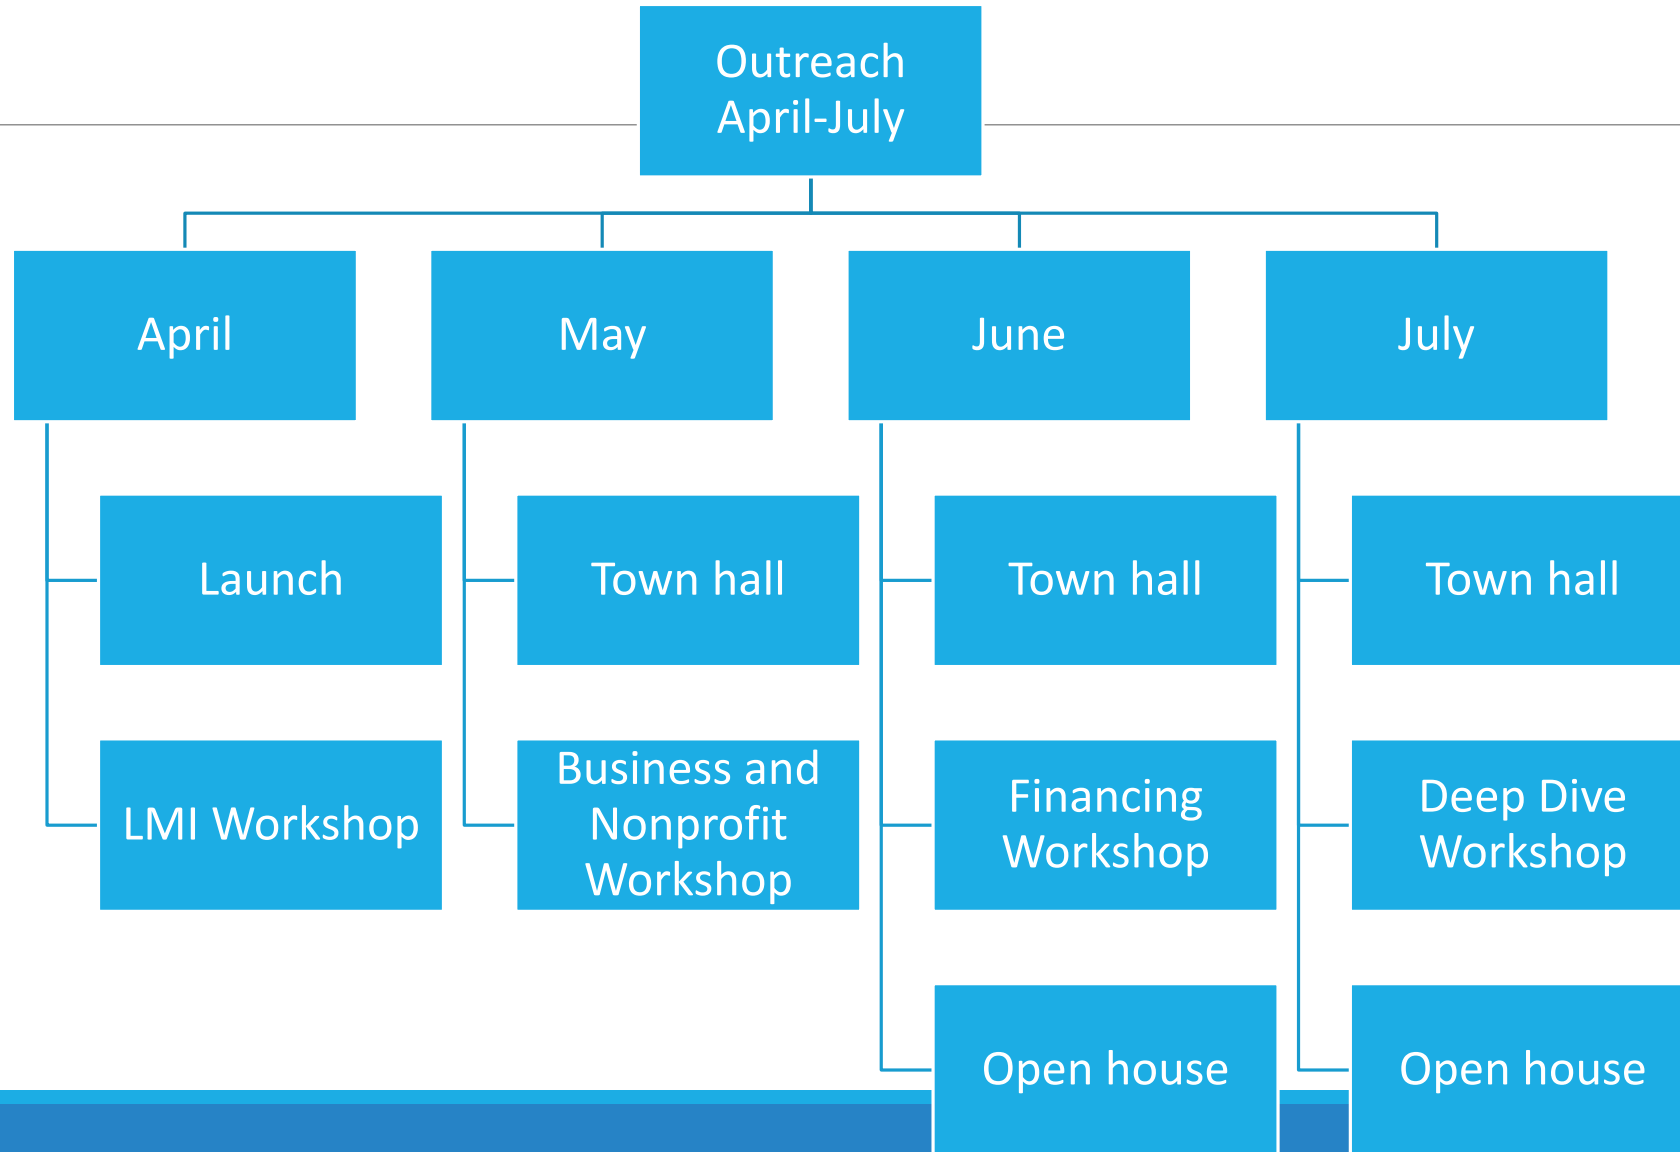 Outreach
April-July
April
May
June
July
Launch
Town hall
Town hall
Town hall
LMI Workshop
Business and
Nonprofit
Workshop
Financing
Workshop
Deep Dive
Workshop
Open house
Open house